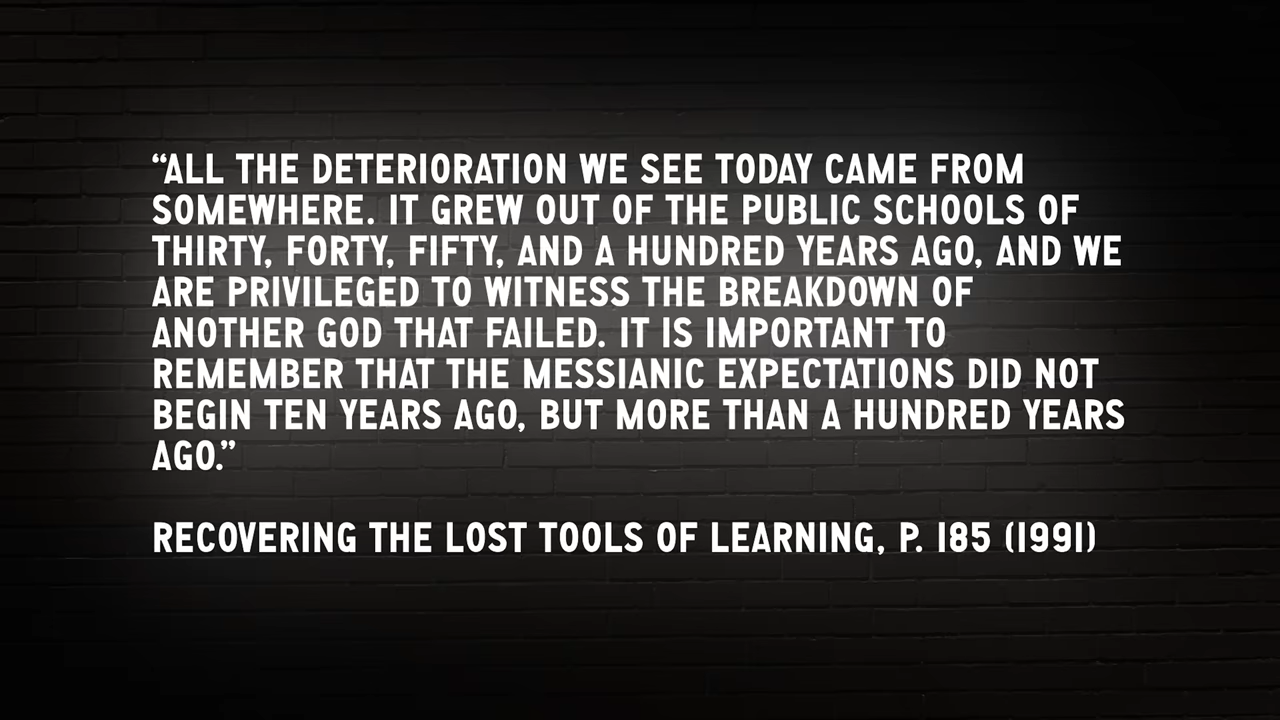 “ALL THE DETERIORATION WE SEE TODAY CAME FROM
SOMEWHERE. IT GREW OUT OF THE PUBLIC SCHOOLS OF
THIRTY, FORTY, FIFTY, AND A HUNDRED YEARS AGO, AND WE
ARE PRIVILEGED TO WITNESS THE BREAKDOWN OF
ANOTHER GOD THAT FAILED. IT IS IMPORTANT TO
REMEMBER THAT THE MESSIANIC EXPECTATIONS DID NOT
BEGIN TEN YEARS AGO, BUT MORE THAN A HUNDRED YEARS
AGO.”
RECOVERING THE LOST TOOLS OF LEARNING, P. 185 (1991)